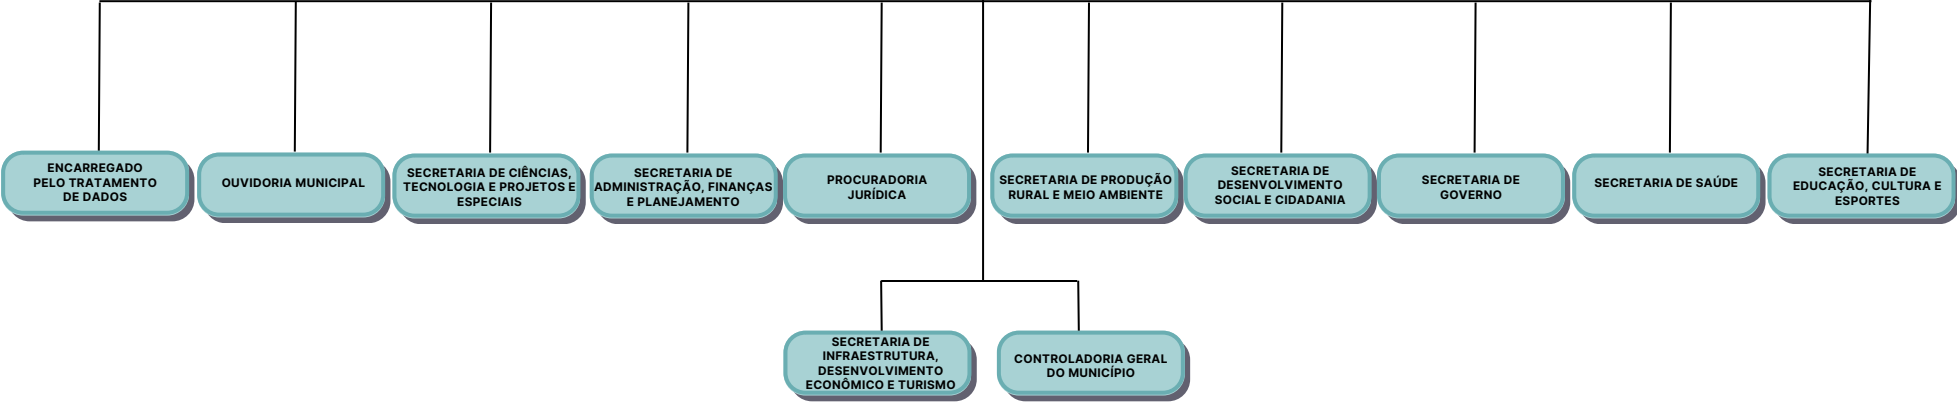 ENCARREGADO
PELO TRATAMENTO
DE DADOS
OUVIDORIA MUNICIPAL
SECRETARIA DE CIÊNCIAS,
TECNOLOGIA E PROJETOS E
ESPECIAIS
SECRETARIA DE
ADMINISTRAÇÃO, FINANÇAS
E PLANEJAMENTO
PROCURADORIA
JURÍDICA
SECRETARIA DE PRODUÇÃO
RURAL E MEIO AMBIENTE
SECRETARIA DE
DESENVOLVIMENTO
SOCIAL E CIDADANIA
SECRETARIA DE
GOVERNO
SECRETARIA DE SAÚDE
SECRETARIA DE
EDUCAÇÃO, CULTURA E
ESPORTES
SECRETARIA DE
INFRAESTRUTURA,
DESENVOLVIMENTO
ECONÔMICO E TURISMO
CONTROLADORIA GERAL
DO MUNICÍPIO